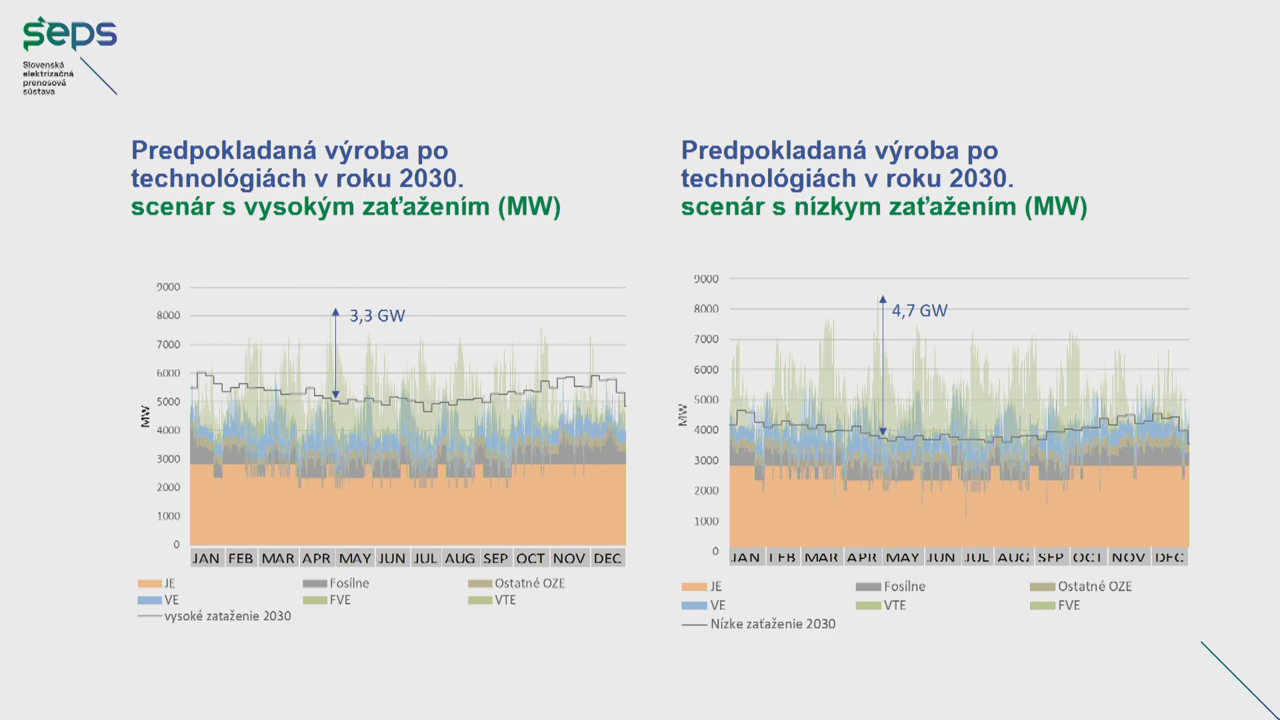 seps
Slovenská
elektrizačná
prenosová
sústava
Predpokladaná výroba po
technológiách v roku 2030.
scenár s vysokým zaťažením (MW)
9000
8000
7000
6000
5000
4000
3000
2000
1000
0
MW
3,3 GW
JAN FEB MAR APR MAY JUN JUL AUG SEP OCT NOV DEC
JE Fosílne Ostatné OZE
VE FVE VTE
vysoké zataženie 2030
Predpokladaná výroba po
technológiách v roku 2030.
scenár s nízkym zaťažením (MW)
9000
8000
7000
6000
5000
4000
3000
2000
1000
0
MW
4,7 GW
JAN FEB MAR APR MAY JUN JUL AUG SEP OCT NOV DEC
JE Fosílne Ostatné OZE
VE VTE FVE
Nízke zaťaženie 2030